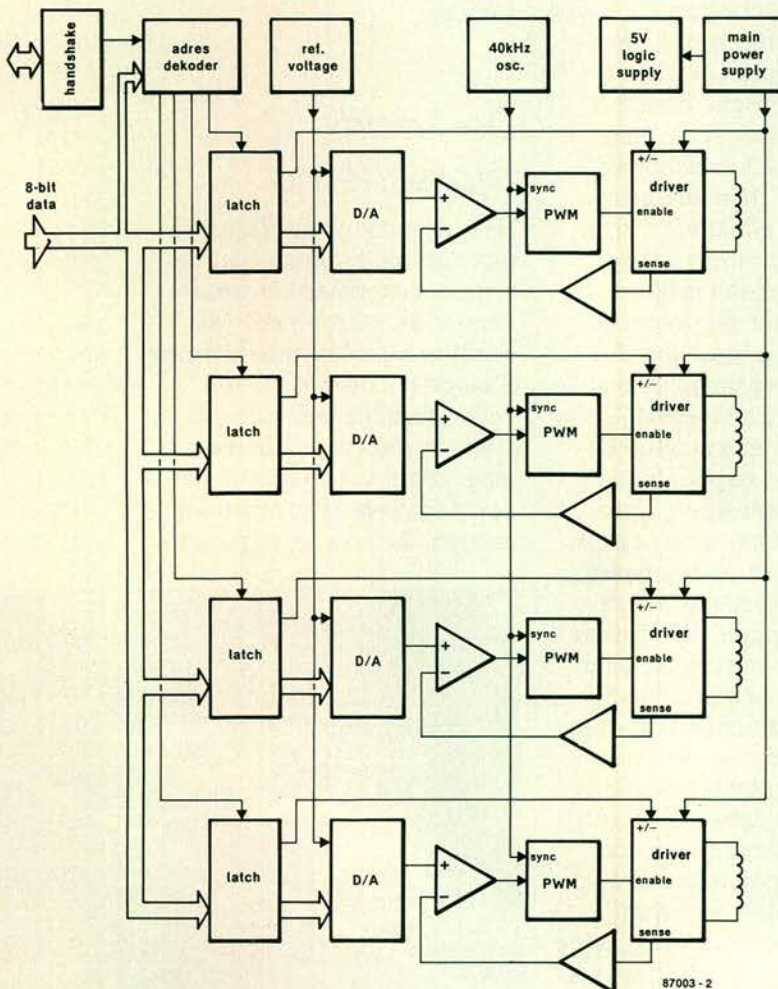 handshake
adres
dekoder
ref.
voltage
40kHz
osc.
5V
logic
supply
main
power
supply
8-bit
data
latch
D/A
+
−
sync
PWM
+/−
driver
enable
sense
latch
D/A
+
−
sync
PWM
+/−
driver
enable
sense
latch
D/A
+
−
sync
PWM
+/−
driver
enable
sense
latch
D/A
+
−
sync
PWM
+/−
driver
enable
sense
87003 - 2